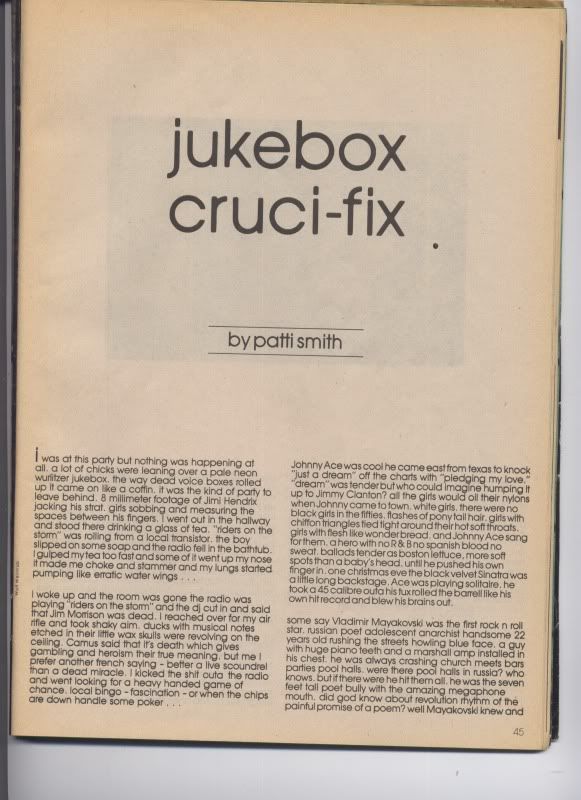 jukebox
cruci-fix
by patti smith
i was at this party but nothing was happening at
all. a lot of chicks were leaning over a pale neon
wurlitzer jukebox. the way dead voice boxes rolled
up it came on like a coffin. it was the kind of party to
leave behind. 8 millimeter footage of Jimi Hendrix
jacking his strat. girls sobbing and measuring the
spaces between his fingers. I went out in the hallway
and stood there drinking a glass of tea. "riders on the
storm" was rolling from a local transistor. the boy
slipped on some soap and the radio fell in the bathtub.
I gulped my tea too fast and some of it went up my nose
it made me choke and stammer and my lungs started
pumping like erratic water wings . . .
I woke up and the room was gone the radio was
playing "riders on the storm" and the dj cut in and said
that Jim Morrison was dead. I reached over for my air
rifle and took shaky aim. ducks with musical notes
etched in their little wax skulls were revolving on the
ceiling. Camus said that it's death which gives
gambling and heroism their true meaning. but me I
prefer another french saying - better a live scoundrel
than a dead miracle. I kicked the shit outa the radio
and went looking for a heavy handed game of
chance. local bingo - fascination - or when the chips
are down handle some poker . . .
Johnny Ace was cool he came east from texas to knock
"just a dream" off the charts with "pledging my love."
"dream" was tender but who could imagine humping it
up to Jimmy Clanton? all the girls would oil their nylons
when Johnny came to town. white girls. there were no
black girls in the fifties. flashes of pony tail hair. girls with
chiffon triangles tied tight around their hot soft throats.
girls with flesh like wonder bread. and Johnny Ace sang
for them. a hero with no R & B no spanish blood no
sweat. ballads tender as boston lettuce. more soft
spots than a baby's head. until he pushed his own
finger in. one christmas eve the black velvet Sinatra was
a little long backstage. Ace was playing solitaire. he
took a 45 calibre outa his tux rolled the barrel like his
own hit record and blew his brains out.
some say Vladimir Mayakovski was the first rock n roll
star. russian poet adolescent anarchist handsome 22
years old rushing the streets howling blue face. a guy
with huge piano teeth and a marshall amp installed in
his chest. he was always crashing church meets bars
parties pool halls. were there pool halls in russia? who
knows. but if there were he hit them all. he was the seven
feet tall poet bully with the amazing megaphone
mouth. did god know about revolution rhythm of the
painful promise of a poem? well Mayakovski knew and
45